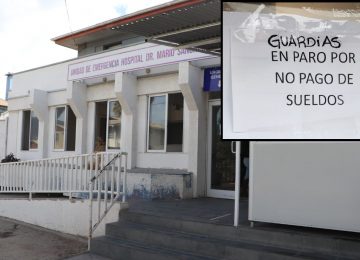 UNIDAD DE EMERGENCIA HOSPITAL DR. MARIO
GUARDIAS
EN PARO POR
NO PAGO DE
SUELDOS